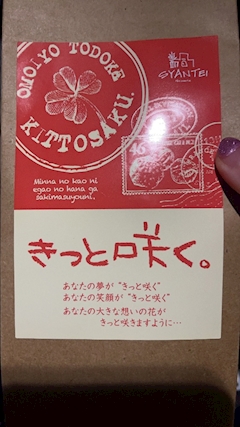 OMOIYO TODOKE
KITTOSAKU.
GYANTEI
Minna no kao ni
egao no hana ga
sakimasuyouni,
きっと咲く。
あなたの夢が“きっと咲く”
あなたの笑顔が“きっと咲く”
あなたの大きな想いの花が
きっと咲きますように…